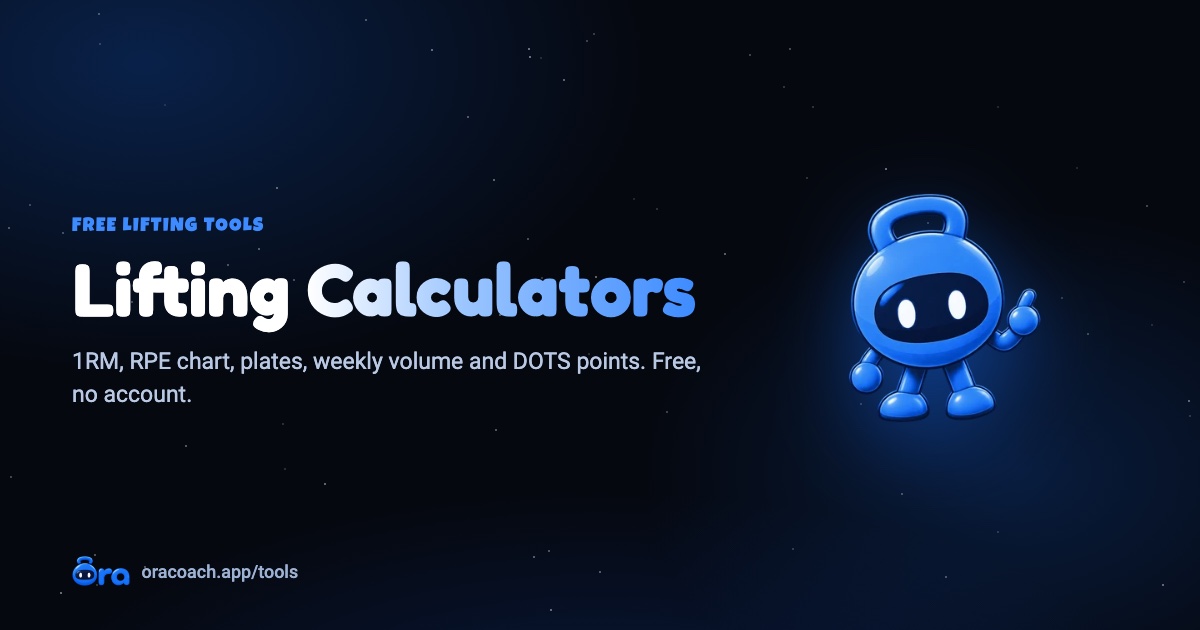 FREE LIFTING TOOLS
Lifting Calculators
1RM, RPE chart, plates, weekly volume and DOTS points. Free,
no account.
Ora oracoach.app/tools